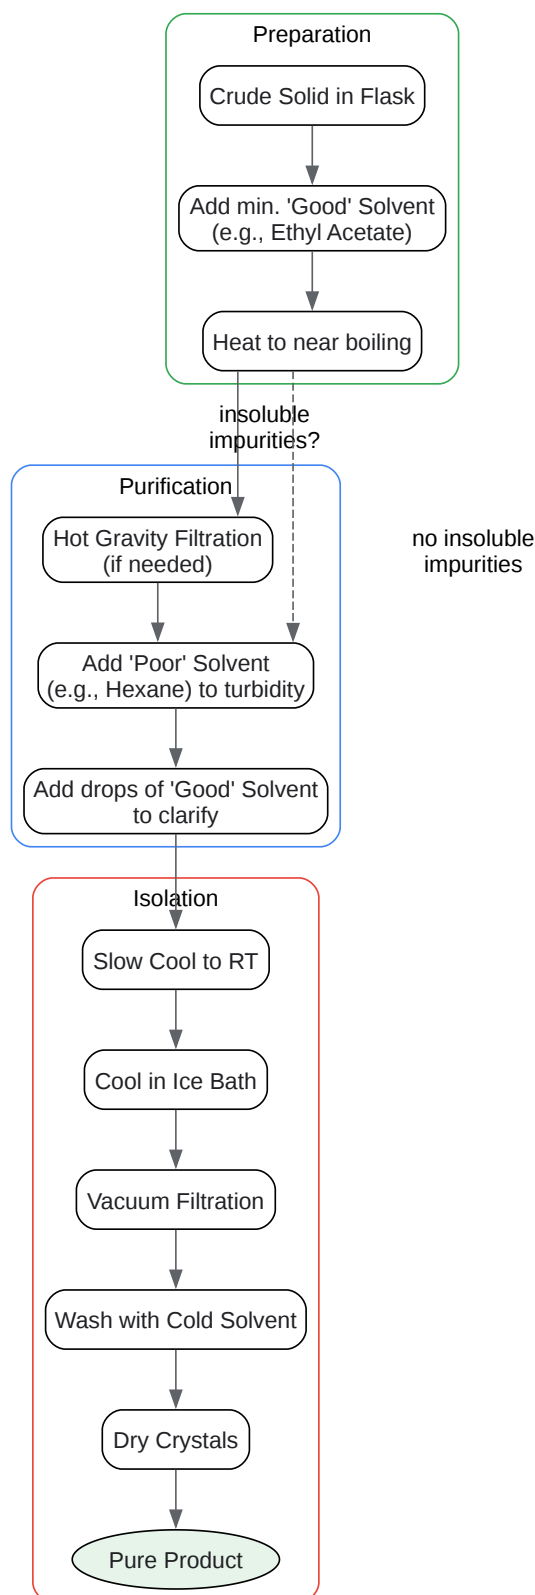 Preparation
Crude Solid in Flask
Add min. 'Good' Solvent
(e.g., Ethyl Acetate)
Heat to near boiling
insoluble
impurities?
Purification
Hot Gravity Filtration
(if needed)
no insoluble
impurities
Add 'Poor' Solvent
(e.g., Hexane) to turbidity
Add drops of 'Good' Solvent
to clarify
Isolation
Slow Cool to RT
Cool in Ice Bath
Vacuum Filtration
Wash with Cold Solvent
Dry Crystals
Pure Product